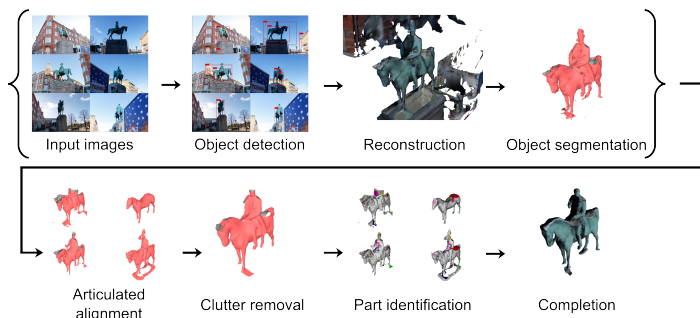 Input images
Object detection
Reconstruction
Object segmentation
Articulated
alignment
Clutter removal
Part identification
Completion